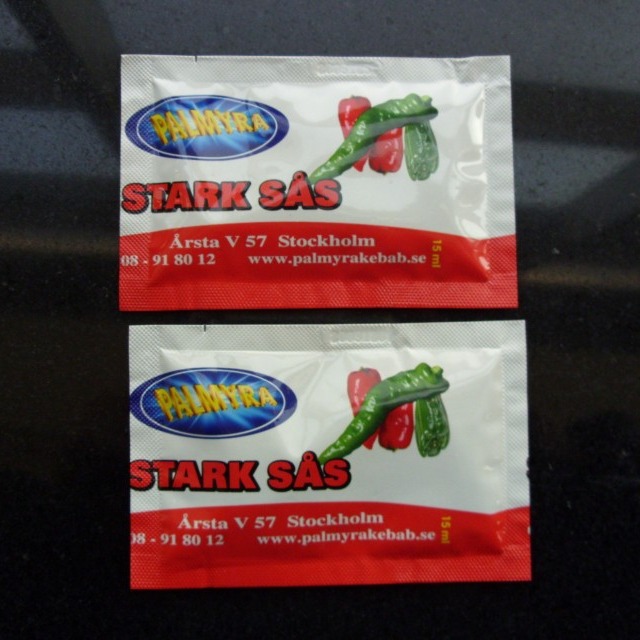 PALMYRA
STARK SÅS
Årsta V 57 Stockholm
08 - 91 80 12 www.palmyrakebab.se
15 ml
PALMYRA
STARK SÅS
Årsta V 57 Stockholm
08 - 91 80 12 www.palmyrakebab.se
15 ml